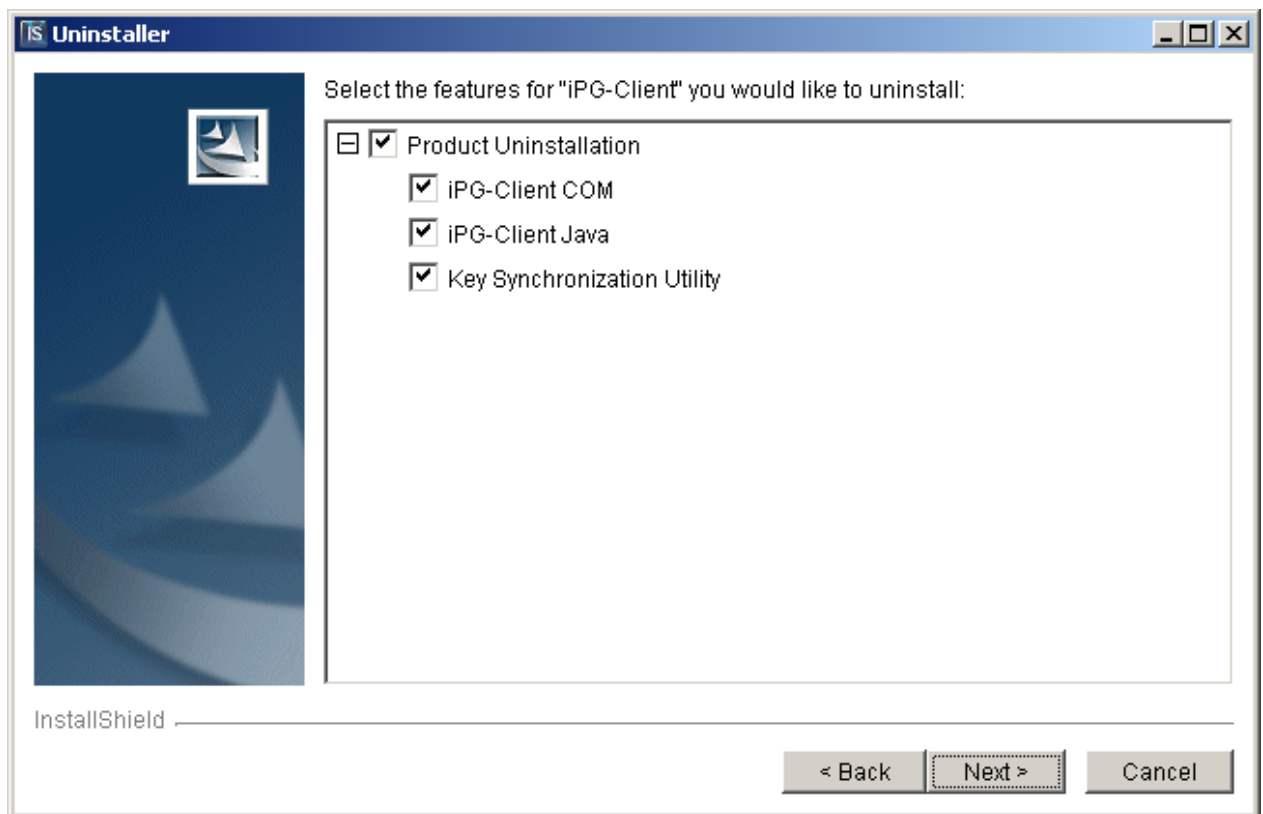 IS Uninstaller
Select the features for "iPG-Client" you would like to uninstall:
Product Uninstallation
iPG-Client COM
iPG-Client Java
Key Synchronization Utility
InstallShield
< Back Next > Cancel